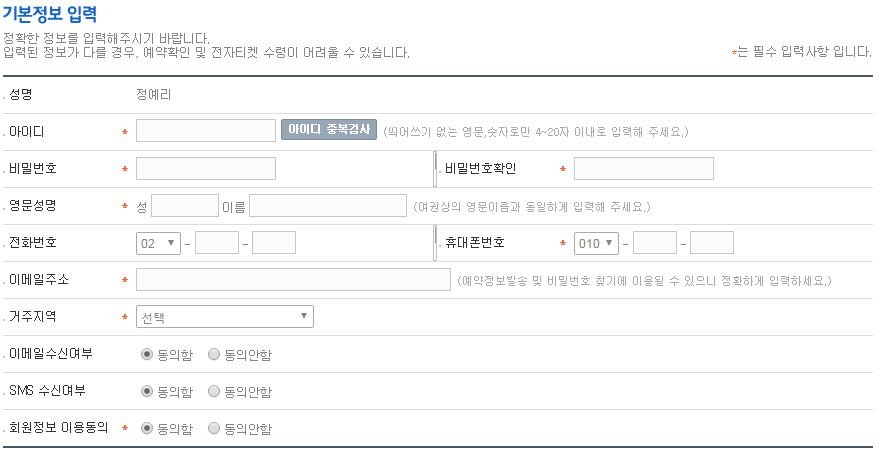 기본정보 입력
정확한 정보를 입력해주시기 바랍니다.
입력된 정보가 다를 경우, 예약확인 및 전자티켓 수령이 어려울 수 있습니다.
*는 필수 입력사항 입니다.
. 성명 정예리
. 아이디 * 아이디 중복검사 (띄어쓰기 없는 영문,숫자로만 4~20자 이내로 입력해 주세요.)
. 비밀번호 * . 비밀번호확인 *
. 영문성명 * 성 이름 (여권상의 영문이음과 동일하게 입력해 주세요.)
. 전화번호 * 02 - - . 휴대폰번호 * 010 - -
. 이메일주소 * (예약정보발송 및 비밀번호 찾기에 이용될 수 있으니 정확하게 입력하세요.)
. 거주지역 * 선택
. 이메일수신여부 동의함 동의안함
. SMS 수신여부 동의함 동의안함
. 회원정보 이용동의 * 동의함 동의안함